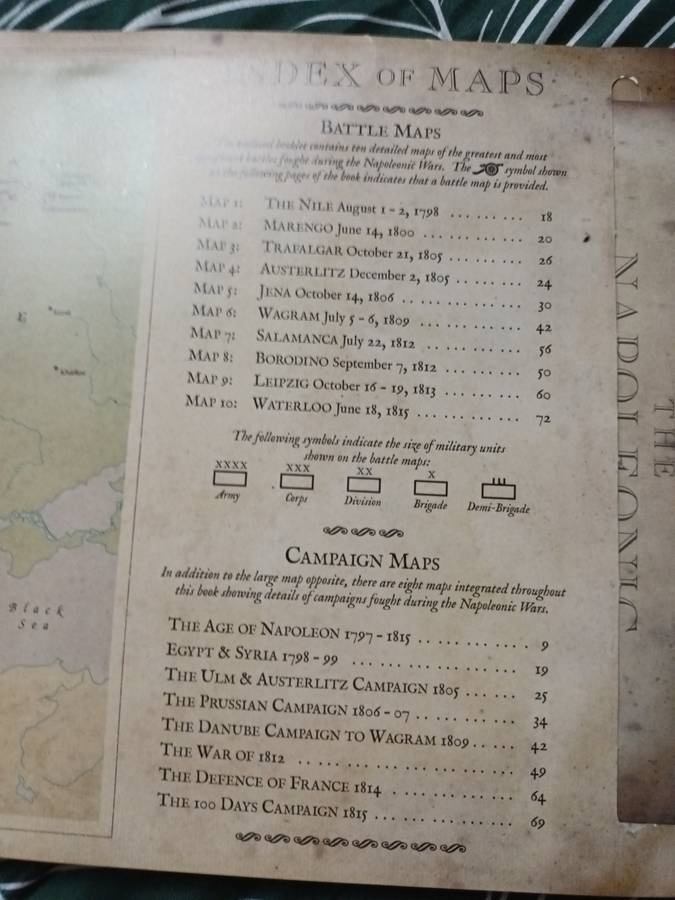 INDEX OF MAPS
BATTLE MAPS
booklet contains ten detailed maps of the greatest and most
battles fought during the Napoleonic Wars. The symbol shown
on the following pages of the book indicates that a battle map is provided.
MAP 1: THE NILE August 1 - 2, 1798 ......... 18
MAP 2: MARENGO June 14, 1800 ............ 20
MAP 3: TRAFALGAR October 21, 1805 ......... 26
MAP 4: AUSTERLITZ December 2, 1805 ........ 24
MAP 5: JENA October 14, 1806 .............. 30
MAP 6: WAGRAM July 5 - 6, 1809 ............ 42
MAP 7: SALAMANCA July 22, 1812 ........... 56
MAP 8: BORODINO September 7, 1812 ......... 50
MAP 9: LEIPZIG October 16 - 19, 1813 ......... 60
MAP 10: WATERLOO June 18, 1815 ............ 72
The following symbols indicate the size of military units
shown on the battle maps:
XXXX XXX XX X III
Army Corps Division Brigade Demi-Brigade
CAMPAIGN MAPS
In addition to the large map opposite, there are eight maps integrated throughout
this book showing details of campaigns fought during the Napoleonic Wars.
THE AGE OF NAPOLEON 1797 - 1815 ........... 9
EGYPT & SYRIA 1798 - 99 .................. 19
THE ULM & AUSTERLITZ CAMPAIGN 1805 ...... 25
THE PRUSSIAN CAMPAIGN 1806 - 07 ........... 34
THE DANUBE CAMPAIGN TO WAGRAM 1809 ..... 42
THE WAR OF 1812 ........................ 49
THE DEFENCE OF FRANCE 1814 .............. 64
THE 100 DAYS CAMPAIGN 1815 ............... 69
E
Black
Sea
THE
NAPOLEONIC